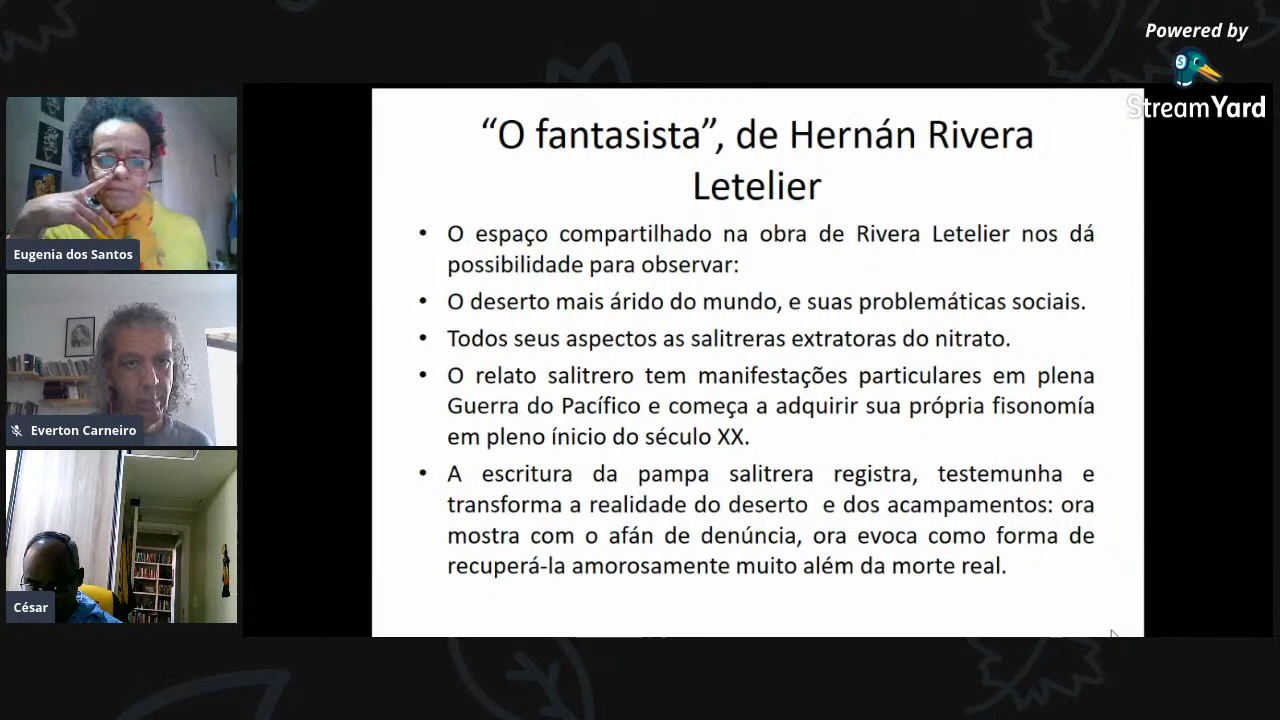 Powered by
StreamYard
Eugenia dos Santos
Everton Carneiro
César
“O fantasista”, de Hernán Rivera
Letelier
• O espaço compartilhado na obra de Rivera Letelier nos dá
possibilidade para observar:
• O deserto mais árido do mundo, e suas problemáticas sociais.
• Todos seus aspectos as salitreras extratoras do nitrato.
• O relato salitrero tem manifestações particulares em plena
Guerra do Pacífico e começa a adquirir sua própria fisonomía
em pleno ínicio do século XX.
• A escritura da pampa salitrera registra, testemunha e
transforma a realidade do deserto e dos acampamentos: ora
mostra com o afán de denúncia, ora evoca como forma de
recuperá-la amorosamente muito além da morte real.